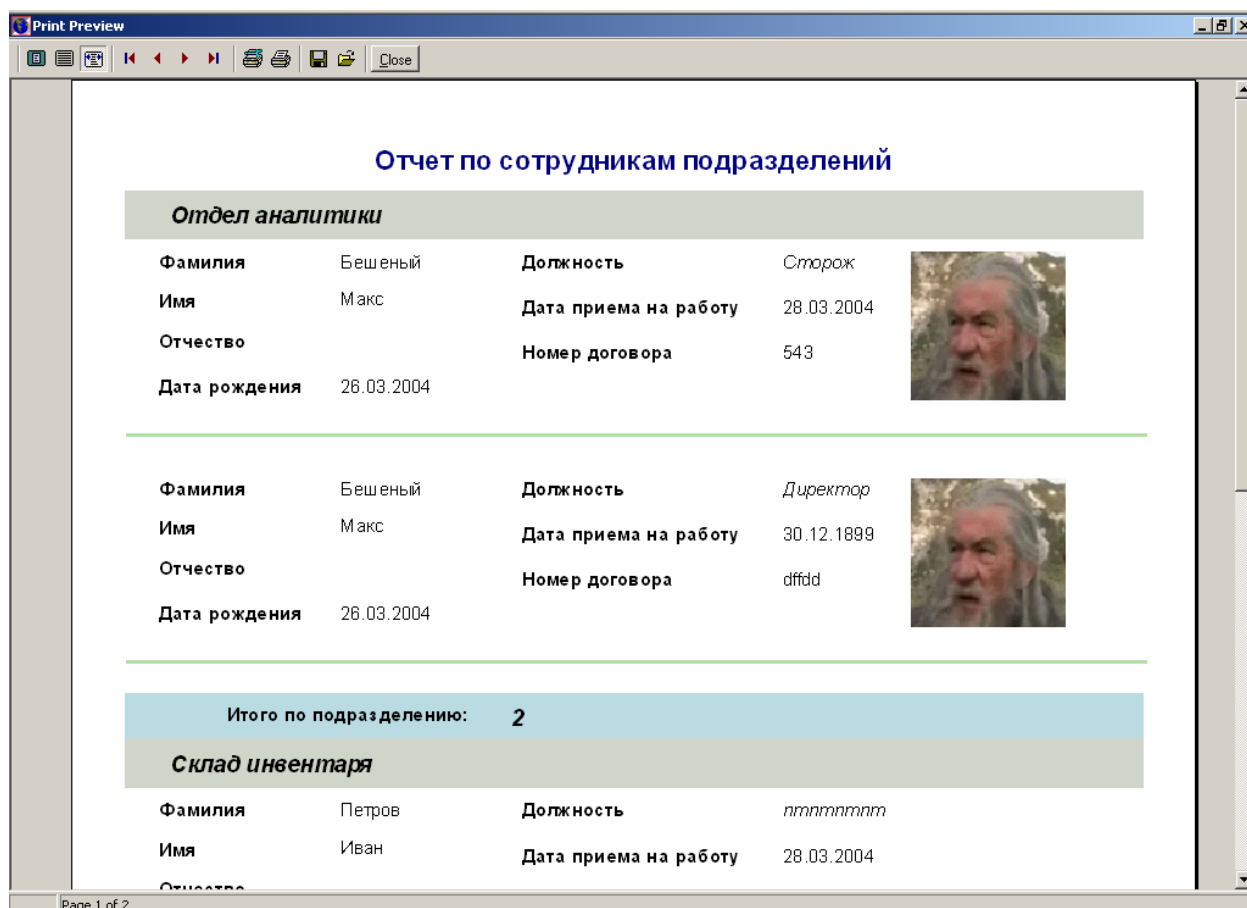 Print Preview
Close
Отчет по сотрудникам подразделений
Отдел аналитики
Фамилия Бешеный Должность Сторож
Имя Макс Дата приема на работу 28.03.2004
Отчество Номер договора 543
Дата рождения 26.03.2004
Фамилия Бешеный Должность Директор
Имя Макс Дата приема на работу 30.12.1899
Отчество Номер договора dffdd
Дата рождения 26.03.2004
Итого по подразделению: 2
Склад инвентаря
Фамилия Петров Должность птптптпт
Имя Иван Дата приема на работу 28.03.2004
Отчество
Page 1 of 2